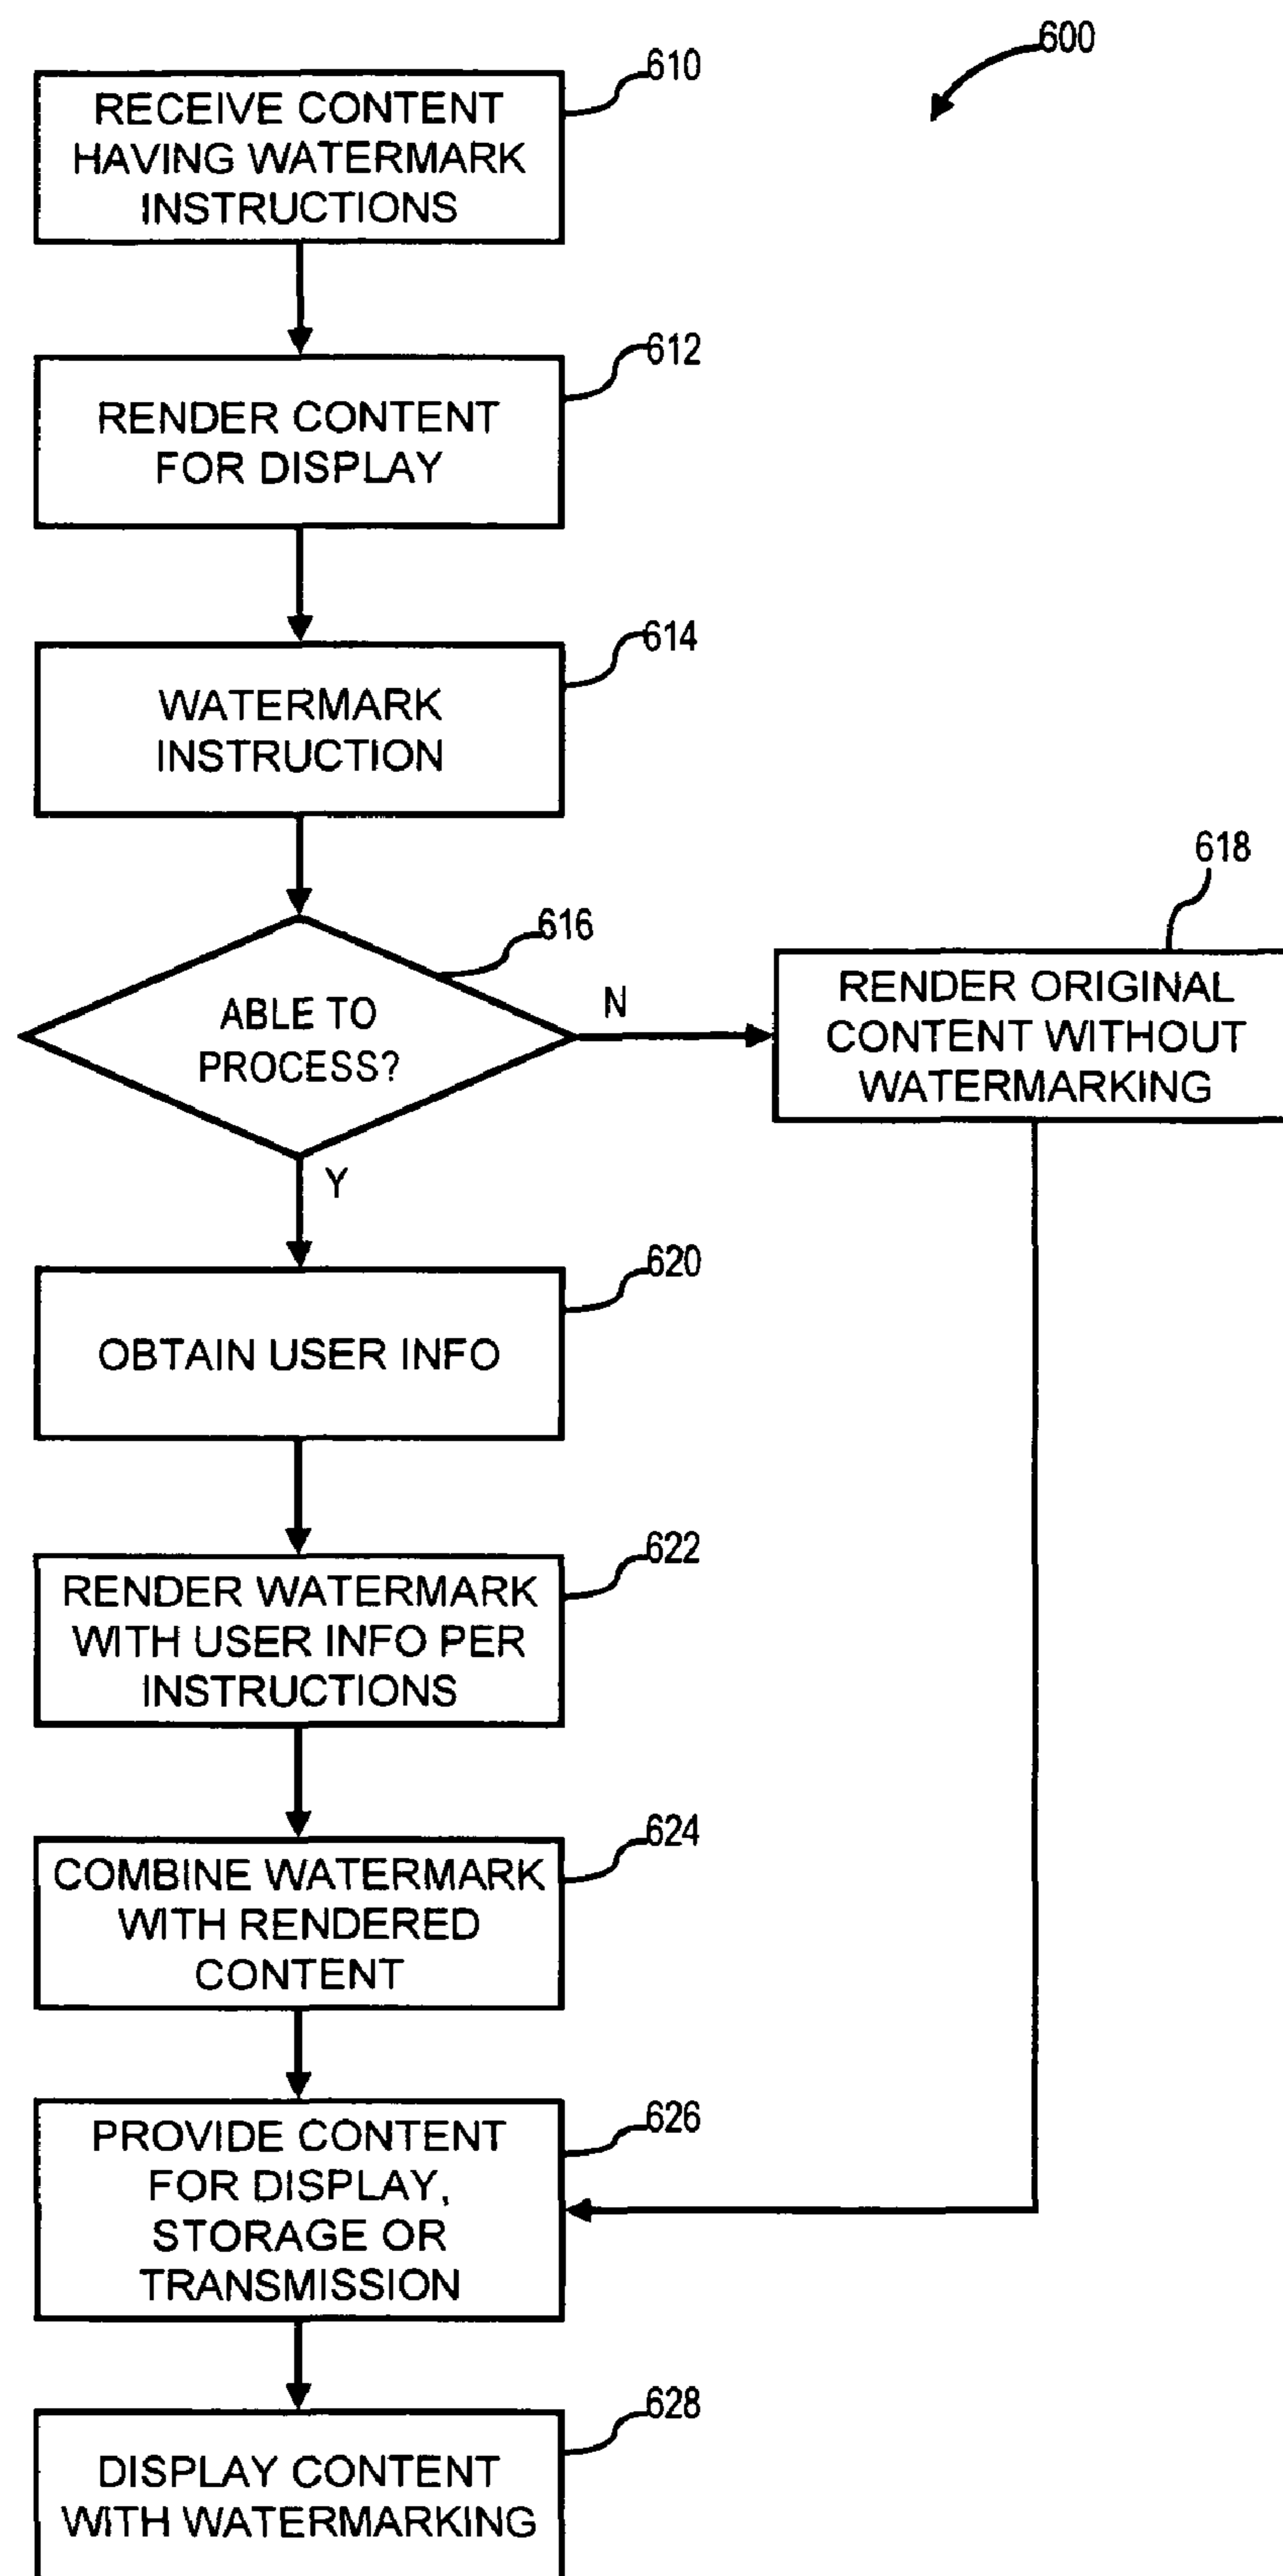 600
610
RECEIVE CONTENT
HAVING WATERMARK
INSTRUCTIONS
612
RENDER CONTENT
FOR DISPLAY
614
WATERMARK
INSTRUCTION
616
ABLE TO
PROCESS?
N
Y
618
RENDER ORIGINAL
CONTENT WITHOUT
WATERMARKING
620
OBTAIN USER INFO
622
RENDER WATERMARK
WITH USER INFO PER
INSTRUCTIONS
624
COMBINE WATERMARK
WITH RENDERED
CONTENT
626
PROVIDE CONTENT
FOR DISPLAY,
STORAGE OR
TRANSMISSION
628
DISPLAY CONTENT
WITH WATERMARKING